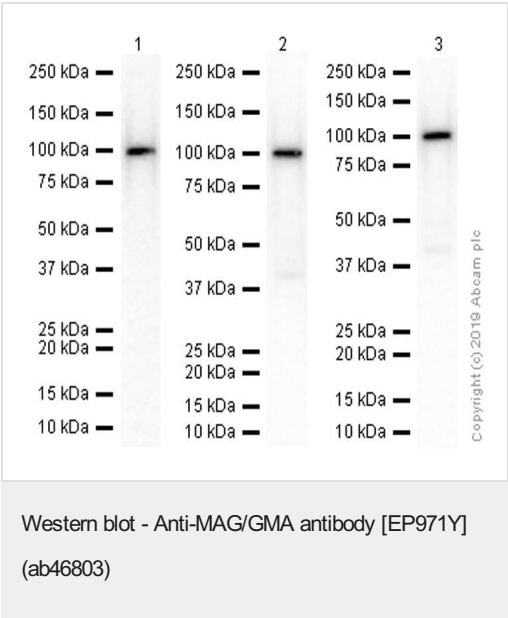 1 2 3
250 kDa 250 kDa 250 kDa
150 kDa 150 kDa 150 kDa
100 kDa 100 kDa 100 kDa
75 kDa 75 kDa 75 kDa
50 kDa 50 kDa 50 kDa
37 kDa 37 kDa 37 kDa
25 kDa 25 kDa 25 kDa
20 kDa 20 kDa 20 kDa
15 kDa 15 kDa 15 kDa
10 kDa 10 kDa 10 kDa
Copyright (c) 2019 Abcam plc
Western blot - Anti-MAG/GMA antibody [EP971Y]
(ab46803)